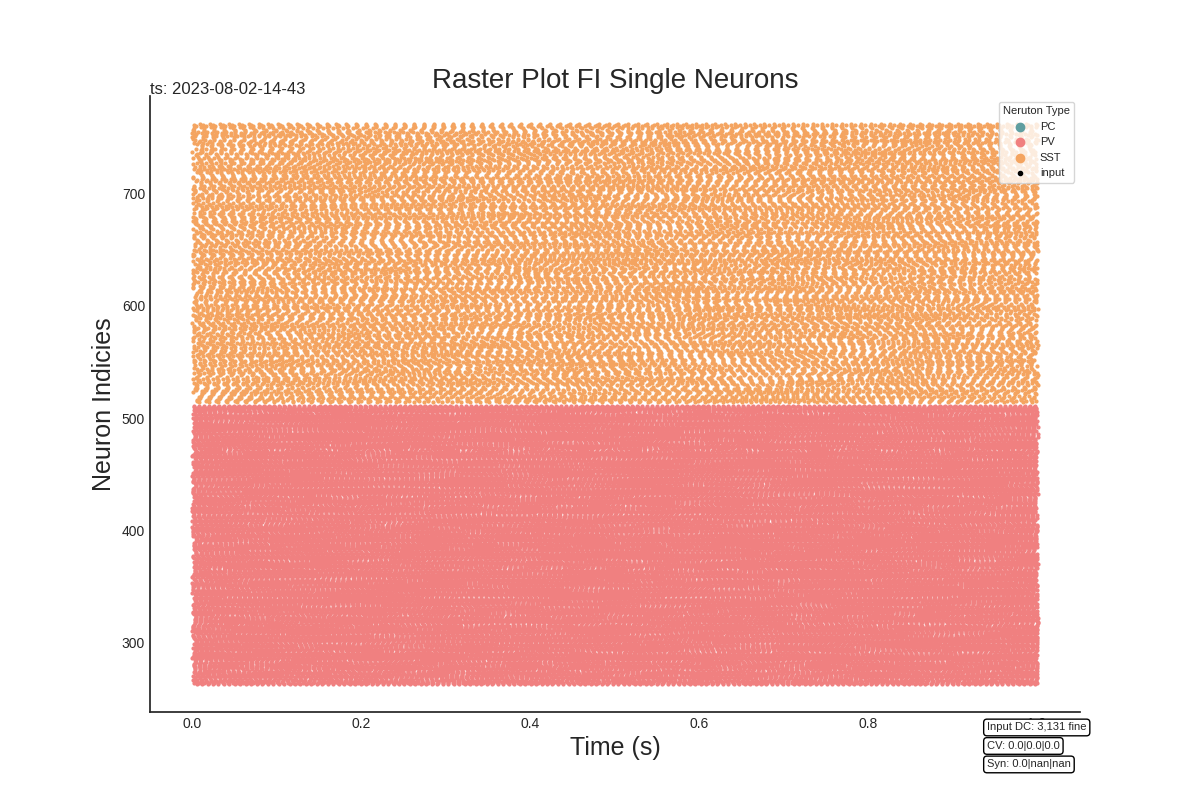 Raster Plot FI Single Neurons
ts: 2023-08-02-14-43
Neruton Type
PC
PV
SST
input
700
600
500
400
300
Neuron Indicies
0.0 0.2 0.4 0.6 0.8
Time (s)
Input DC: 3,131 fine
CV: 0.0|0.0|0.0
Syn: 0.0|nan|nan